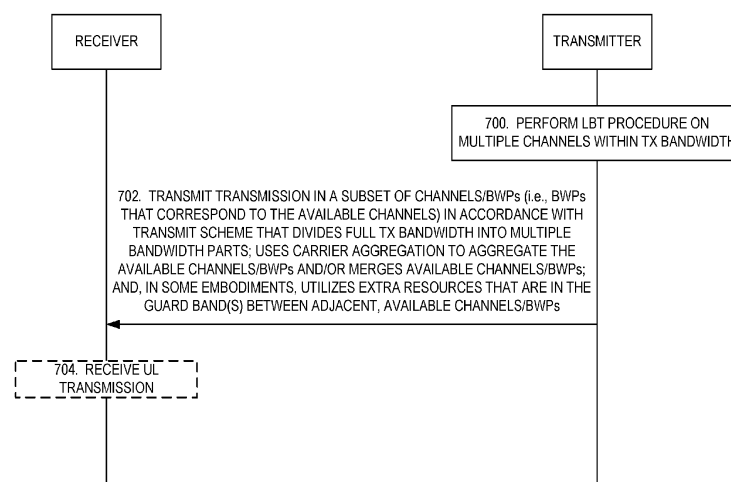 RECEIVER
TRANSMITTER
700. PERFORM LBT PROCEDURE ON
MULTIPLE CHANNELS WITHIN TX BANDWIDTH
702. TRANSMIT TRANSMISSION IN A SUBSET OF CHANNELS/BWPs (i.e., BWPs
THAT CORRESPOND TO THE AVAILABLE CHANNELS) IN ACCORDANCE WITH
TRANSMIT SCHEME THAT DIVIDES FULL TX BANDWIDTH INTO MULTIPLE
BANDWIDTH PARTS; USES CARRIER AGGREGATION TO AGGREGATE THE
AVAILABLE CHANNELS/BWPs AND/OR MERGES AVAILABLE CHANNELS/BWPs;
AND, IN SOME EMBODIMENTS, UTILIZES EXTRA RESOURCES THAT ARE IN THE
GUARD BAND(S) BETWEEN ADJACENT, AVAILABLE CHANNELS/BWPs
704. RECEIVE UL
TRANSMISSION